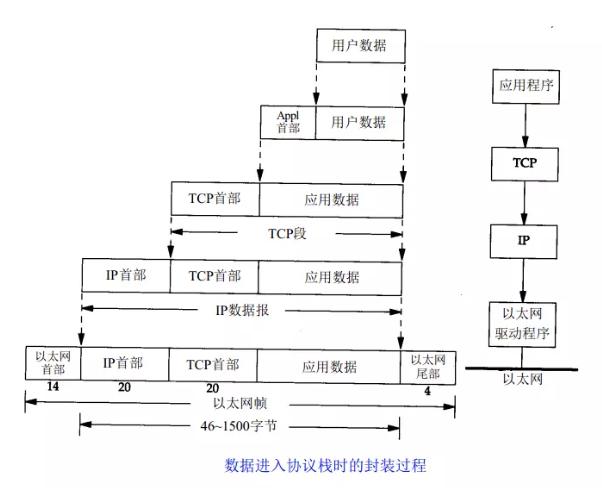 用户数据
Appl
首部
用户数据
应用程序
TCP首部
应用数据
TCP
TCP段
IP首部
TCP首部
应用数据
IP
IP数据报
以太网
驱动程序
以太网
首部
IP首部
TCP首部
应用数据
以太网
尾部
以太网
14
20
20
4
以太网帧
46~1500字节
数据进入协议栈时的封装过程